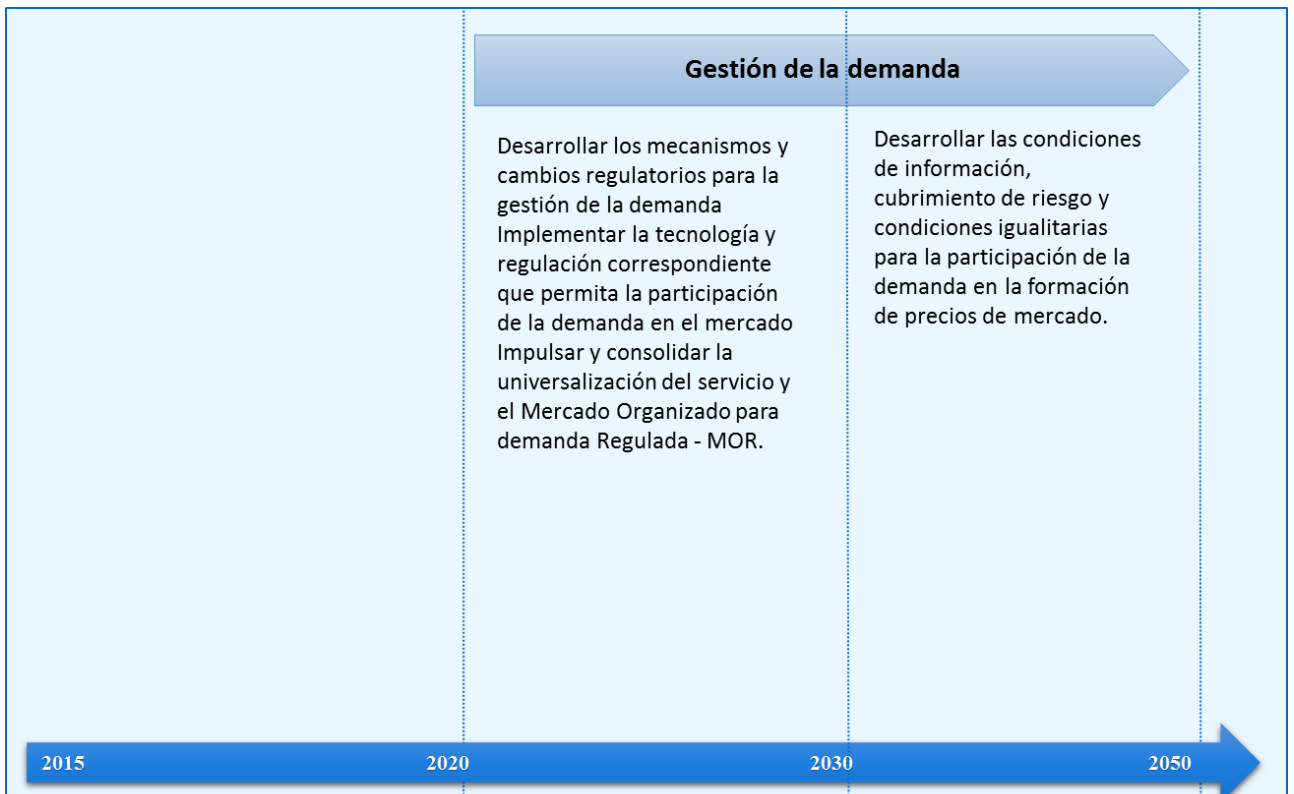 Gestión de la demanda
Desarrollar los mecanismos y
cambios regulatorios para la
gestión de la demanda
Implementar la tecnología y
regulación correspondiente
que permita la participación
de la demanda en el mercado
Impulsar y consolidar la
universalización del servicio y
el Mercado Organizado para
demanda Regulada - MOR.
Desarrollar las condiciones
de información,
cubrimiento de riesgo y
condiciones igualitarias
para la participación de la
demanda en la formación
de precios de mercado.
2015 2020 2030 2050